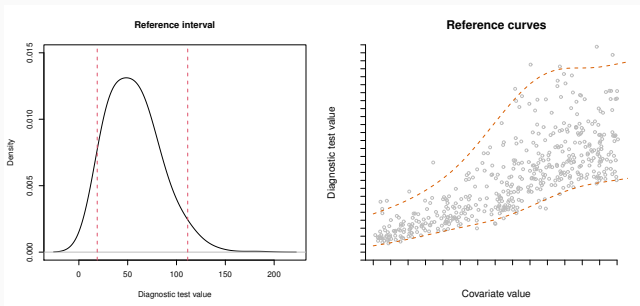 Reference interval
Density
0.000
0.005
0.010
0.015
0
50
100
150
200
Diagnostic test value
Reference curves
Diagnostic test value
Covariate value